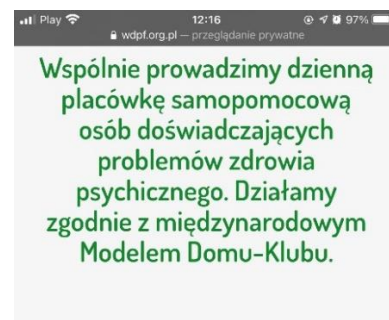 Play 12:16 97%
wdpf.org.pl — przeglądanie prywatne
Wspólnie prowadzimy dzienną
placówkę samopomocową
osób doświadczających
problemów zdrowia
psychicznego. Działamy
zgodnie z międzynarodowym
Modelem Domu-Klubu.